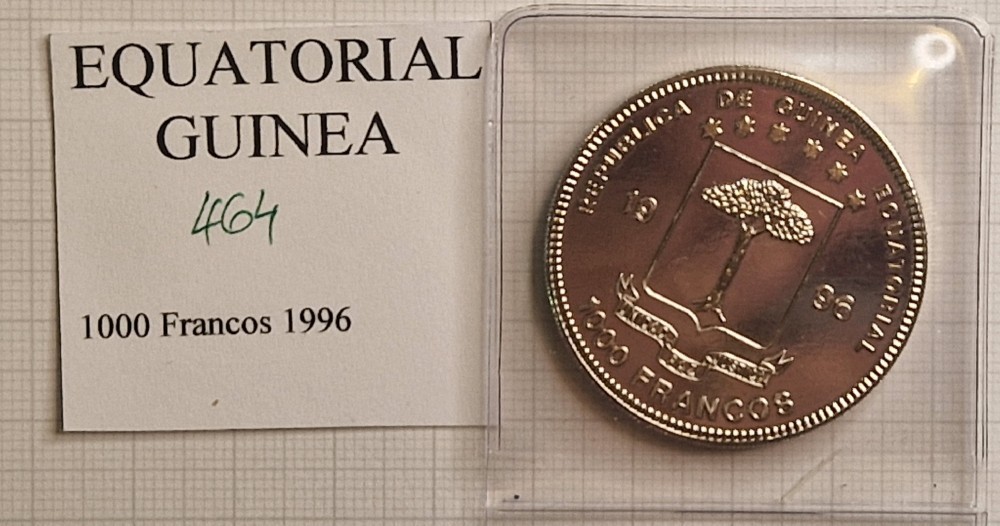 EQUATORIAL
GUINEA
464
1000 Francos 1996
REPUBLICA DE GUINEA ECUATORIAL
19
96
1000 FRANCOS